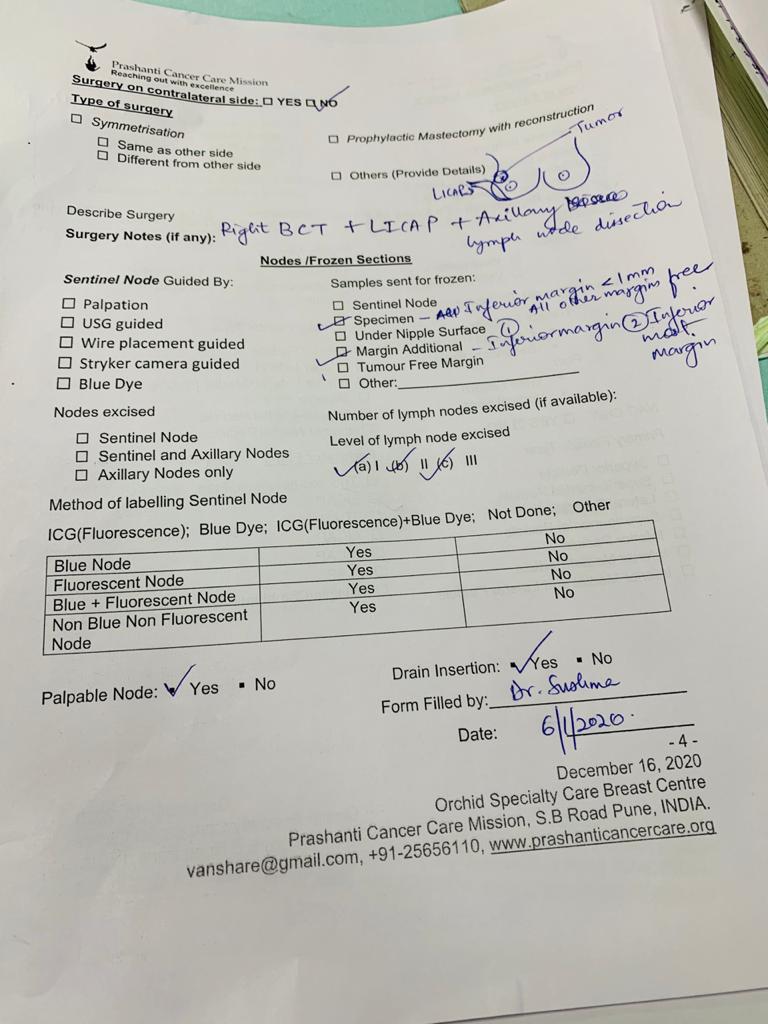 Prashanti Cancer Care Mission
Reaching out with excellence
Surgery on contralateral side: ☐ YES ☐ NO
Type of surgery
☐ Symmetrisation
☐ Same as other side
☐ Different from other side
☐ Prophylactic Mastectomy with reconstruction
Tumor
☐ Others (Provide Details)
LICAP
Describe Surgery
Surgery Notes (if any): Right BCT + LICAP + Axillary
lymph node dissection
Nodes /Frozen Sections
Sentinel Node Guided By:
☐ Palpation
☐ USG guided
☐ Wire placement guided
☐ Stryker camera guided
☐ Blue Dye
Samples sent for frozen:
☐ Sentinel Node
☐ Specimen – Inferior margin <1mm
All other margins free
☐ Under Nipple Surface
☐ Margin Additional – ① Inferior margin ② Inferior
most
margin
☐ Tumour Free Margin
☐ Other:
Nodes excised
☐ Sentinel Node
☐ Sentinel and Axillary Nodes
☐ Axillary Nodes only
Number of lymph nodes excised (if available):
Level of lymph node excised
(a) I (b) II (c) III
Method of labelling Sentinel Node
ICG(Fluorescence); Blue Dye; ICG(Fluorescence)+Blue Dye; Not Done; Other
Blue Node Yes No
Fluorescent Node Yes No
Blue + Fluorescent Node Yes No
Non Blue Non Fluorescent Yes No
Node
Palpable Node: ▪ Yes ▪ No
Drain Insertion: ▪ Yes ▪ No
Form Filled by: Dr. Sushma
Date: 6/1/2020.
- 4 -
December 16, 2020
Orchid Specialty Care Breast Centre
Prashanti Cancer Care Mission, S.B Road Pune, INDIA.
vanshare@gmail.com, +91-25656110, www.prashanticancercare.org